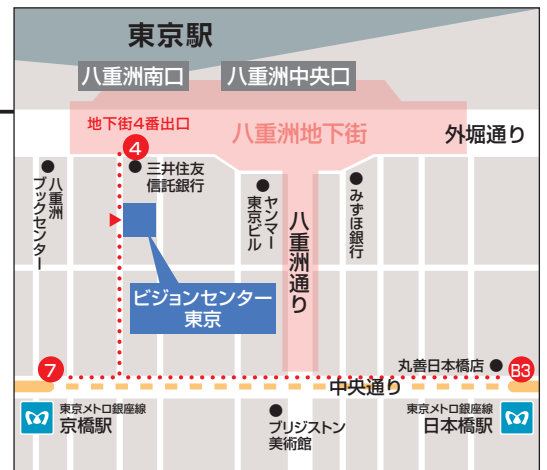 東京駅
八重洲南口
八重洲中央口
地下街4番出口
八重洲地下街
外堀通り
4
三井住友
信託銀行
八重洲
ブックセンター
ヤンマー
東京ビル
八重洲通り
みずほ銀行
ビジョンセンター
東京
7
丸善日本橋店
B3
中央通り
東京メトロ銀座線
京橋駅
ブリジストン
美術館
東京メトロ銀座線
日本橋駅